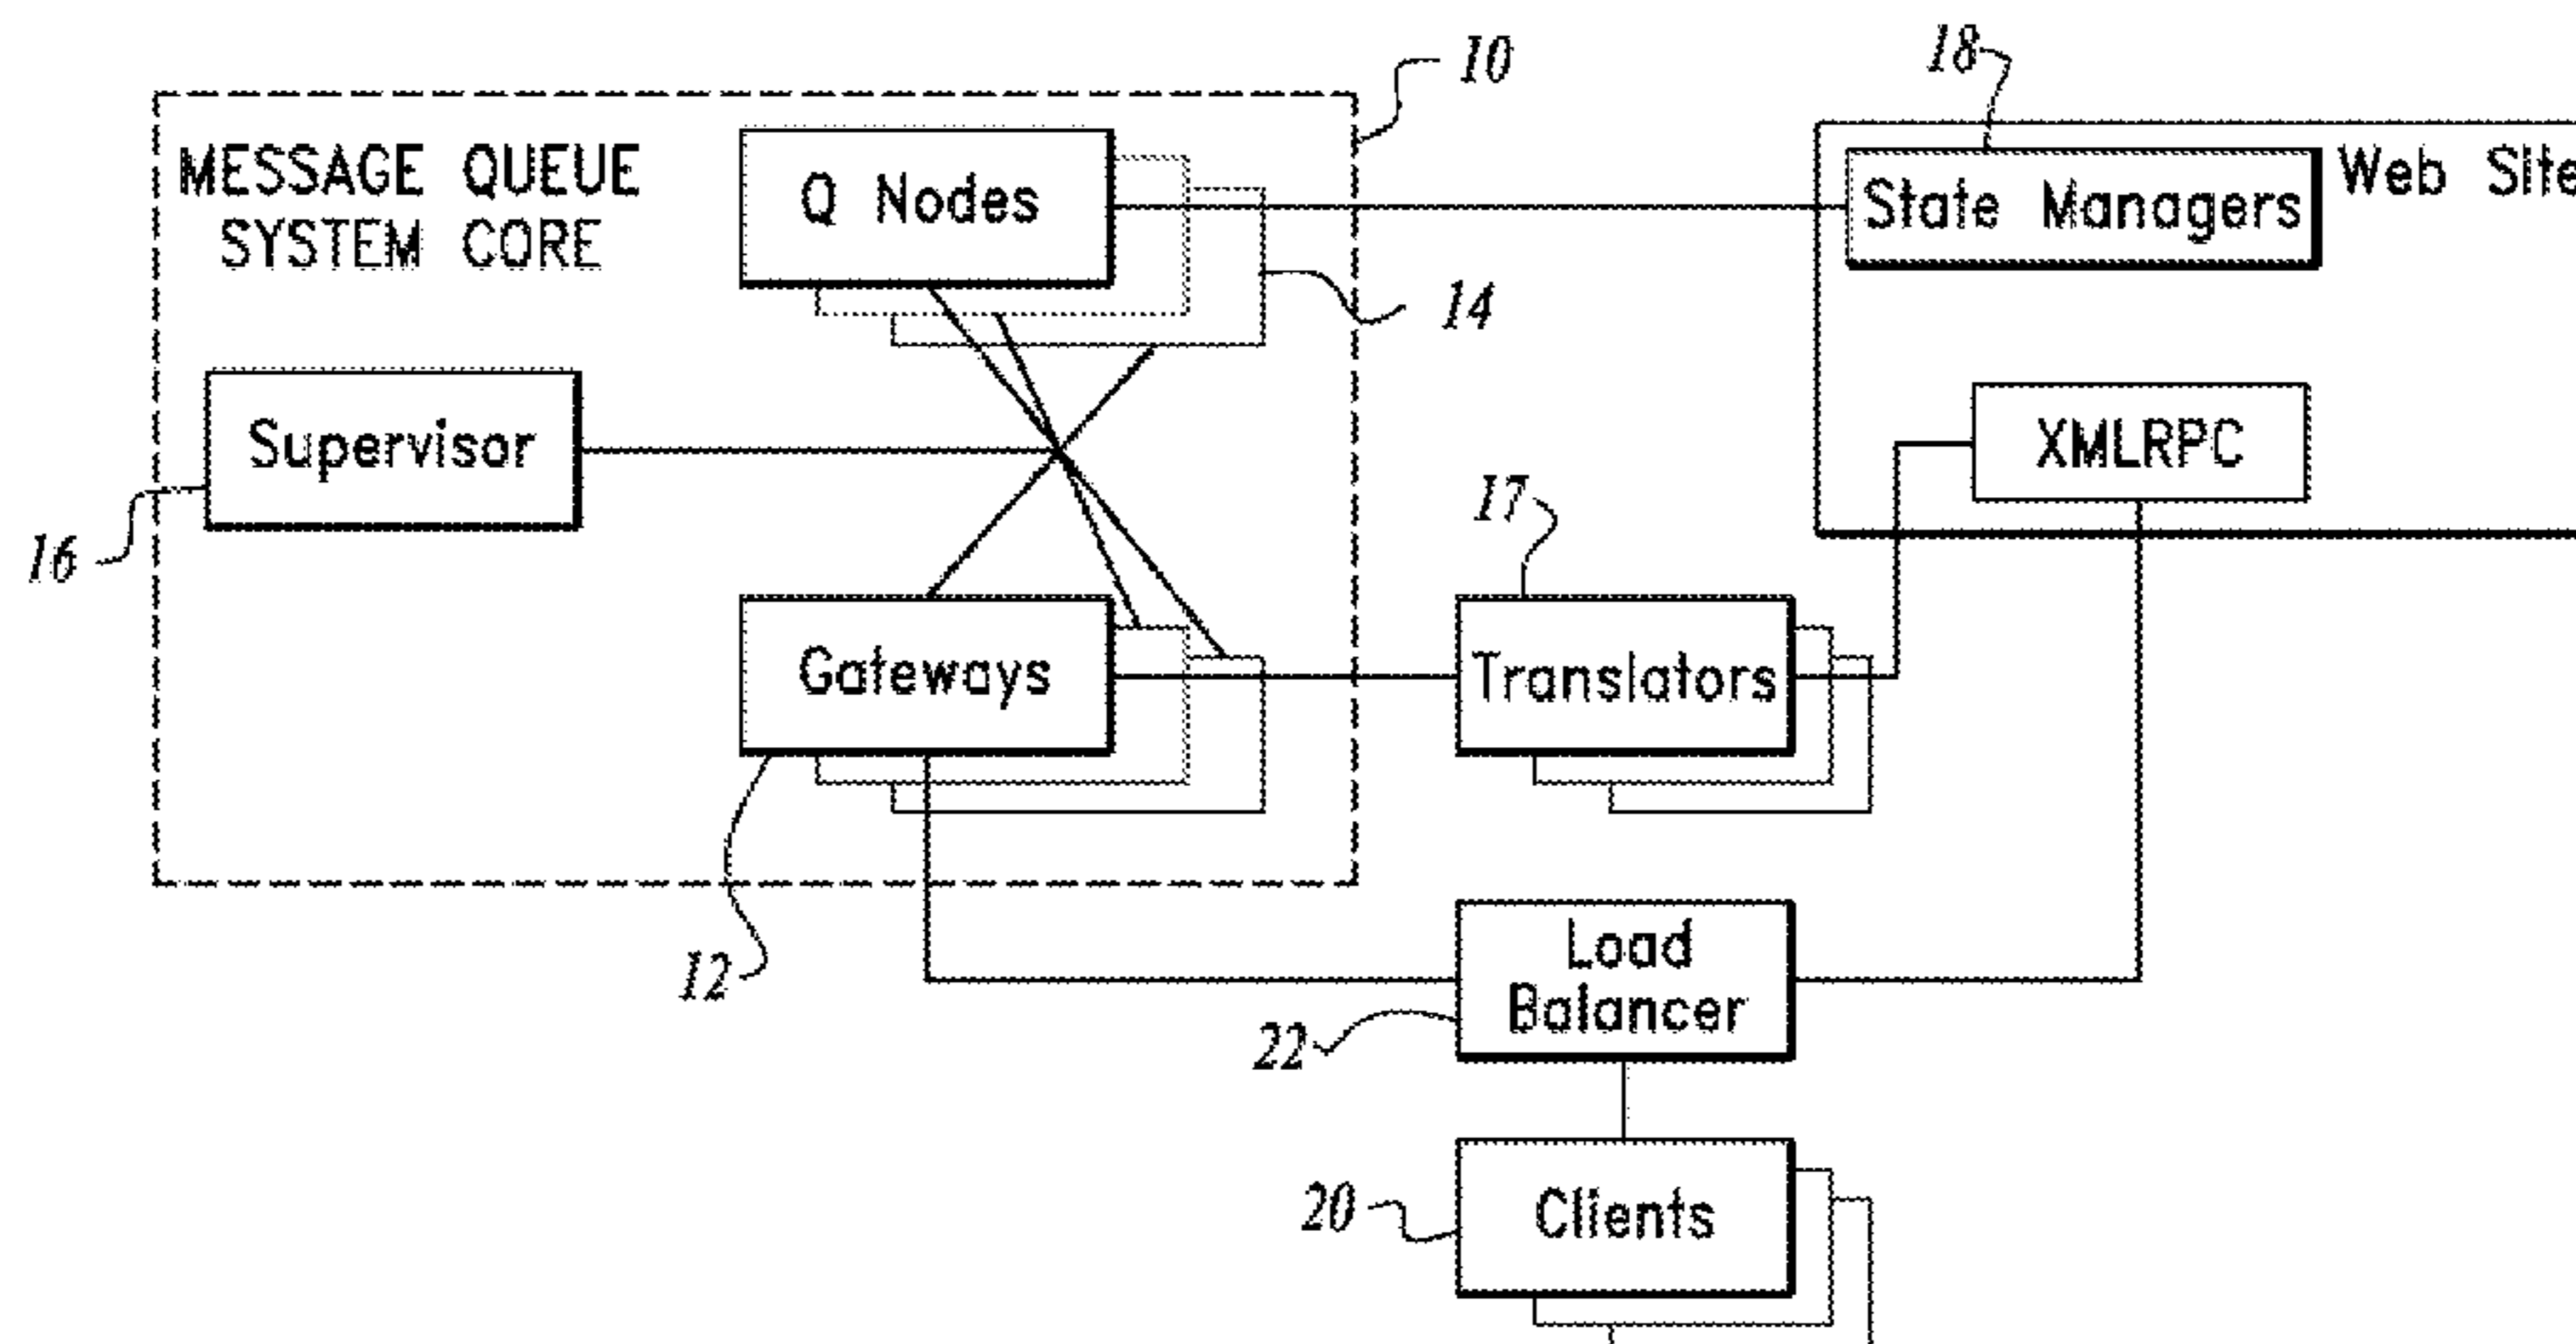 10
18
MESSAGE QUEUE
SYSTEM CORE
Q Nodes
State Managers
Web Site
14
Supervisor
XMLRPC
17
16
Gateways
Translators
12
Load
Balancer
22
20
Clients